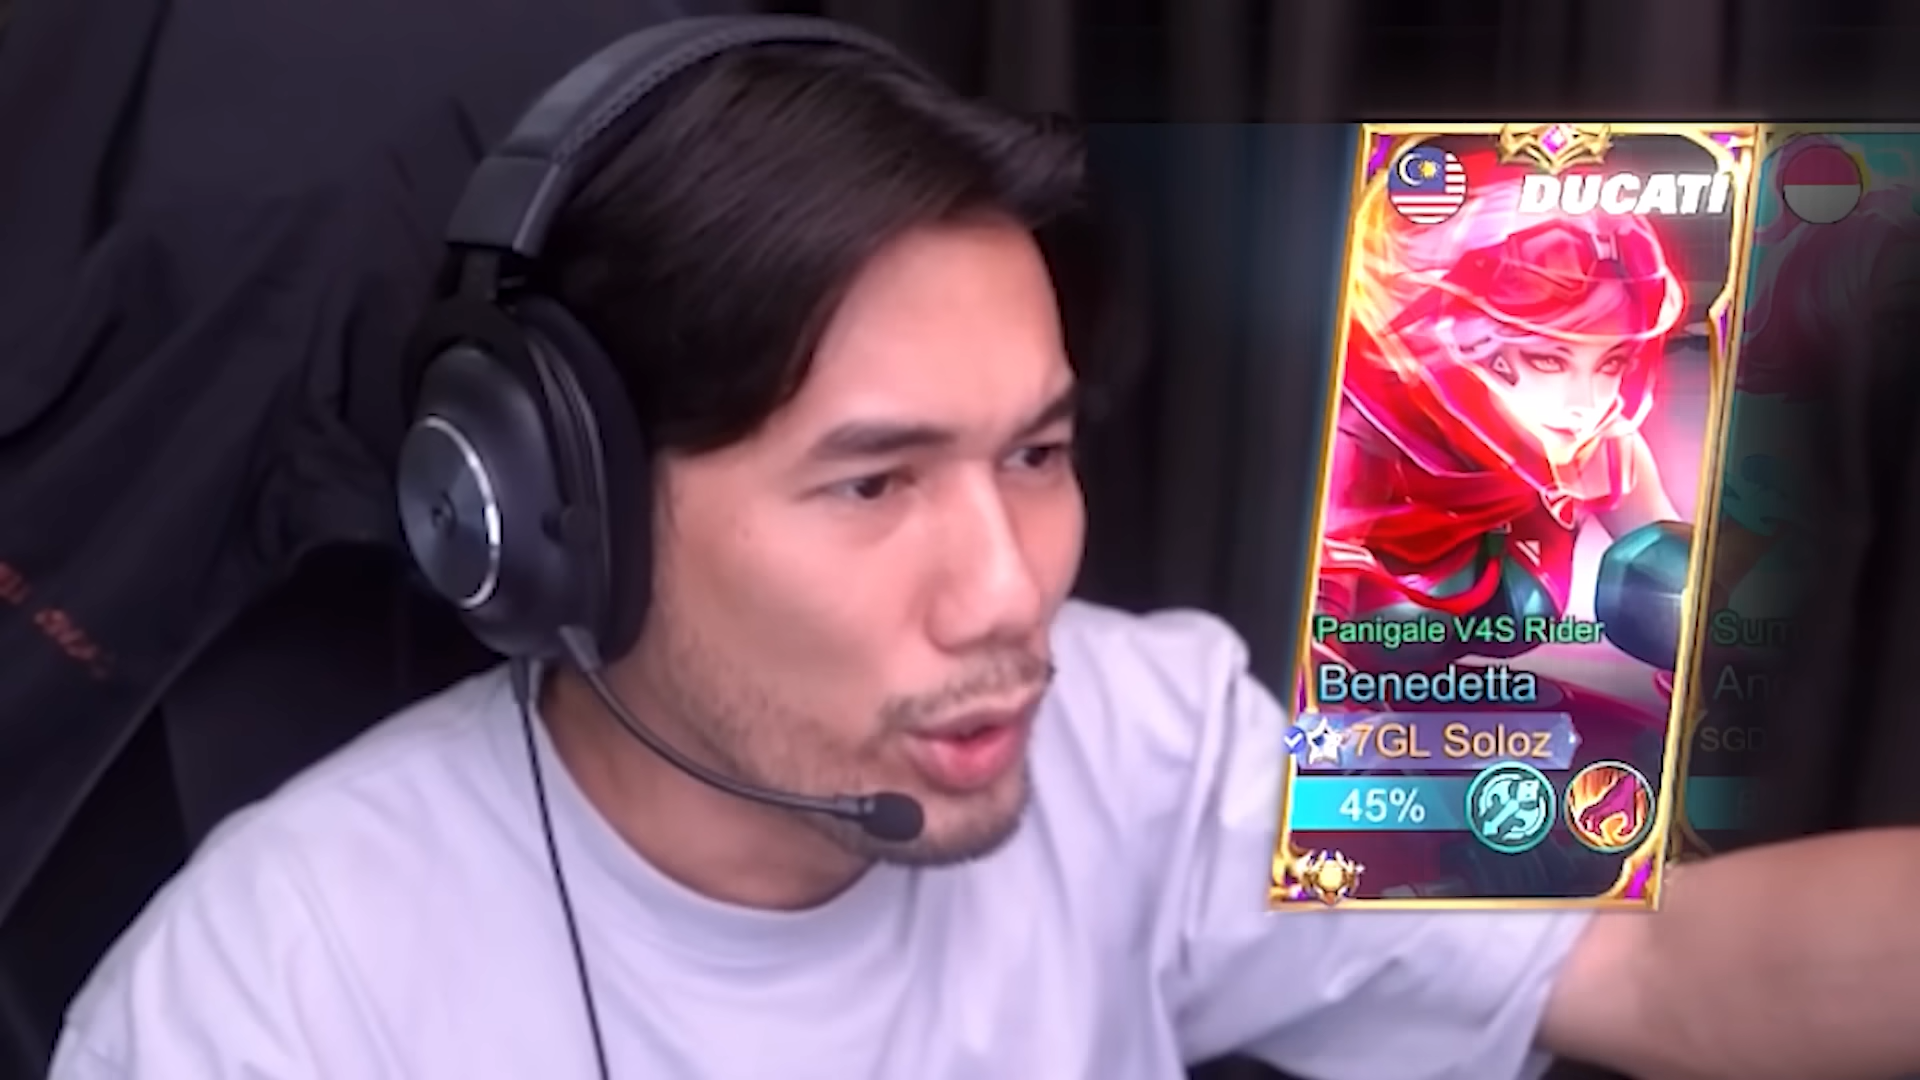 DUCATI
Panigale V4S Rider
Benedetta
7GL Soloz
45%